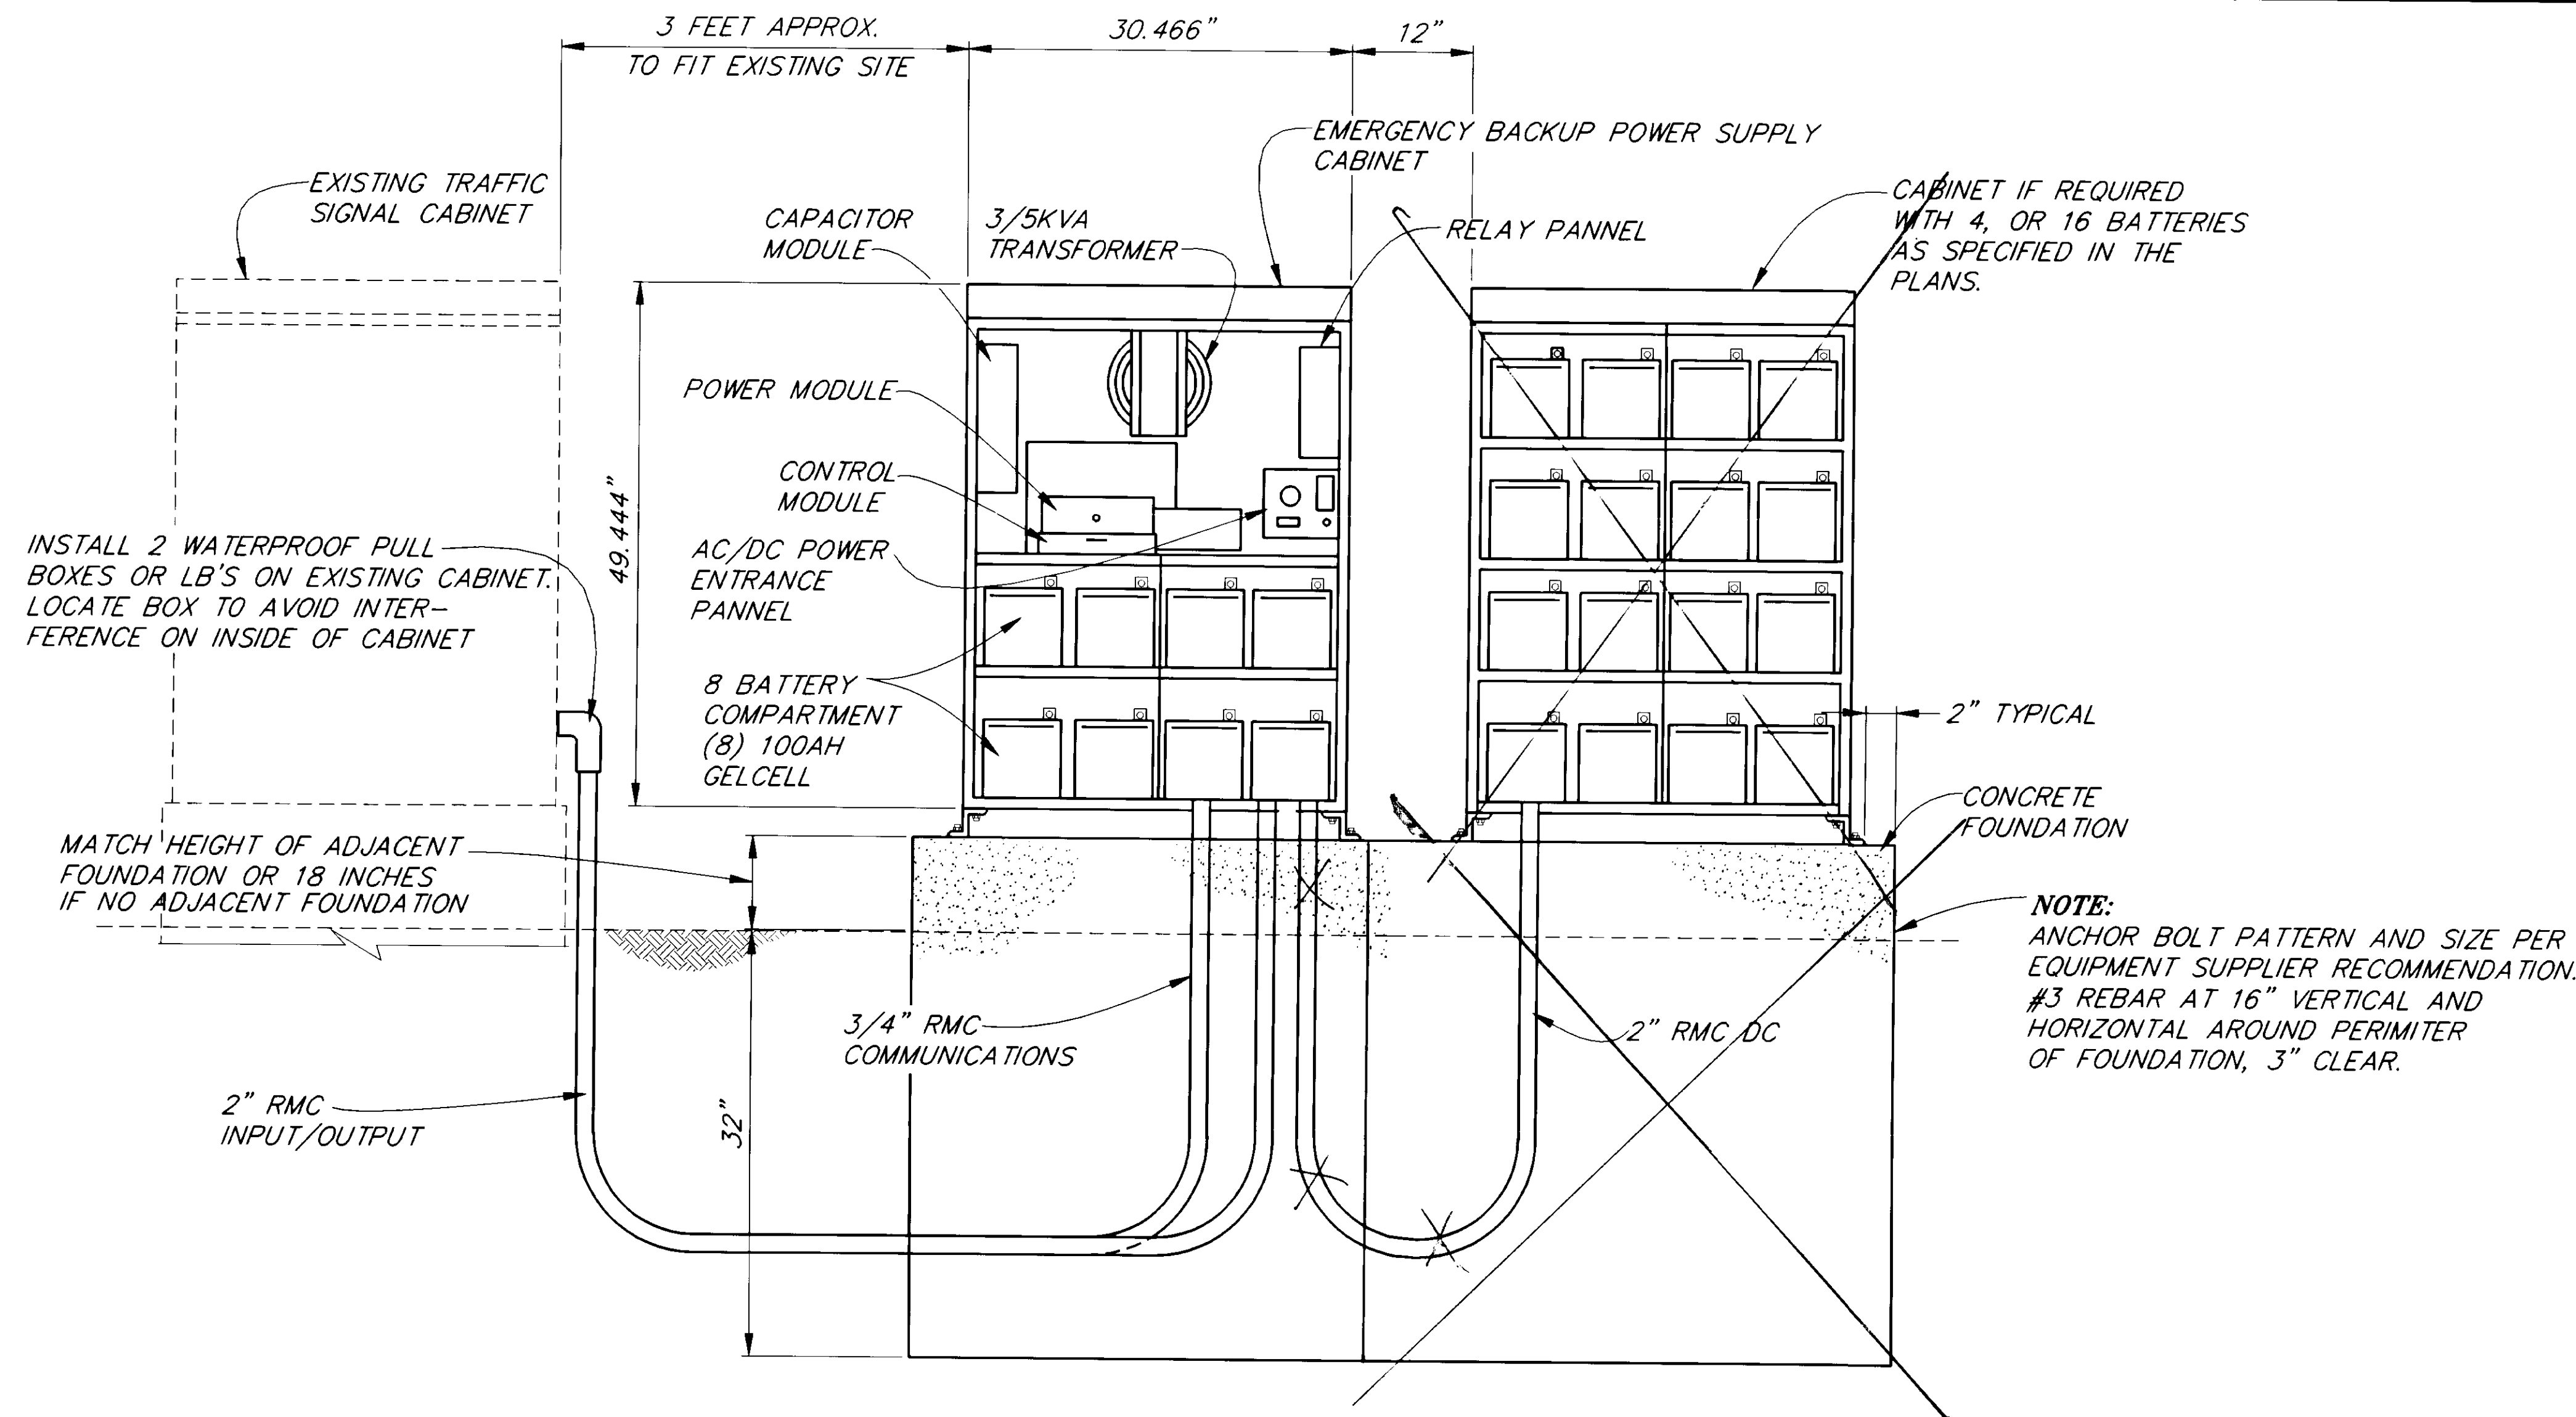 3 FEET APPROX.
TO FIT EXISTING SITE
30.466"
12"
EMERGENCY BACKUP POWER SUPPLY
CABINET
EXISTING TRAFFIC
SIGNAL CABINET
CAPACITOR
MODULE
3/5KVA
TRANSFORMER
RELAY PANNEL
CABINET IF REQUIRED
WITH 4, OR 16 BATTERIES
AS SPECIFIED IN THE
PLANS.
POWER MODULE
CONTROL
MODULE
49.444"
INSTALL 2 WATERPROOF PULL
BOXES OR LB'S ON EXISTING CABINET.
LOCATE BOX TO AVOID INTER-
FERENCE ON INSIDE OF CABINET
AC/DC POWER
ENTRANCE
PANNEL
8 BATTERY
COMPARTMENT
(8) 100AH
GELCELL
2" TYPICAL
CONCRETE
FOUNDATION
MATCH HEIGHT OF ADJACENT
FOUNDATION OR 18 INCHES
IF NO ADJACENT FOUNDATION
NOTE:
ANCHOR BOLT PATTERN AND SIZE PER
EQUIPMENT SUPPLIER RECOMMENDATION.
#3 REBAR AT 16" VERTICAL AND
HORIZONTAL AROUND PERIMITER
OF FOUNDATION, 3" CLEAR.
3/4" RMC
COMMUNICATIONS
2" RMC DC
2" RMC
INPUT/OUTPUT
32"